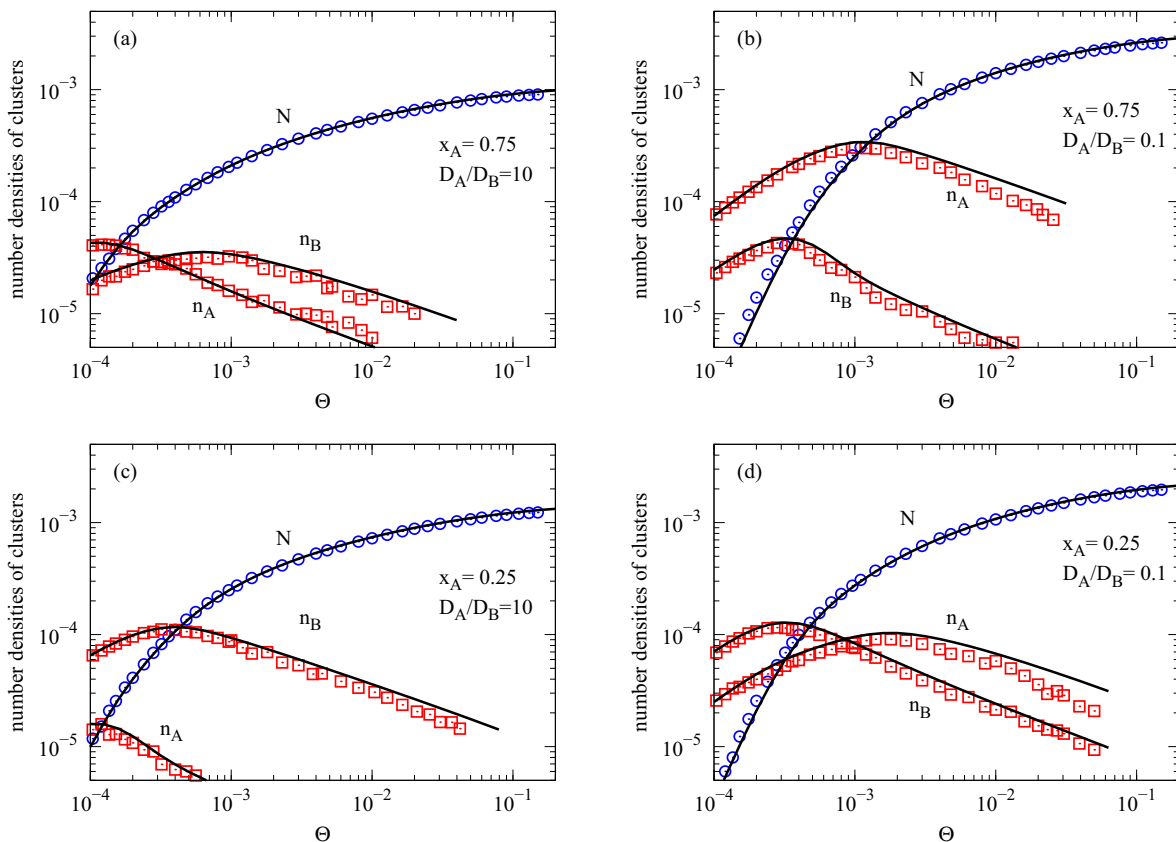 (a)
number densities of clusters
10⁻³
10⁻⁴
10⁻⁵
N
x_A= 0.75
D_A/D_B=10
n_B
n_A
10⁻⁴ 10⁻³ 10⁻² 10⁻¹
Θ
(b)
number densities of clusters
10⁻³
10⁻⁴
10⁻⁵
N
x_A= 0.75
D_A/D_B= 0.1
n_A
n_B
10⁻⁴ 10⁻³ 10⁻² 10⁻¹
Θ
(c)
number densities of clusters
10⁻³
10⁻⁴
10⁻⁵
N
x_A= 0.25
D_A/D_B=10
n_B
n_A
10⁻⁴ 10⁻³ 10⁻² 10⁻¹
Θ
(d)
number densities of clusters
10⁻³
10⁻⁴
10⁻⁵
N
x_A= 0.25
D_A/D_B= 0.1
n_A
n_B
10⁻⁴ 10⁻³ 10⁻² 10⁻¹
Θ